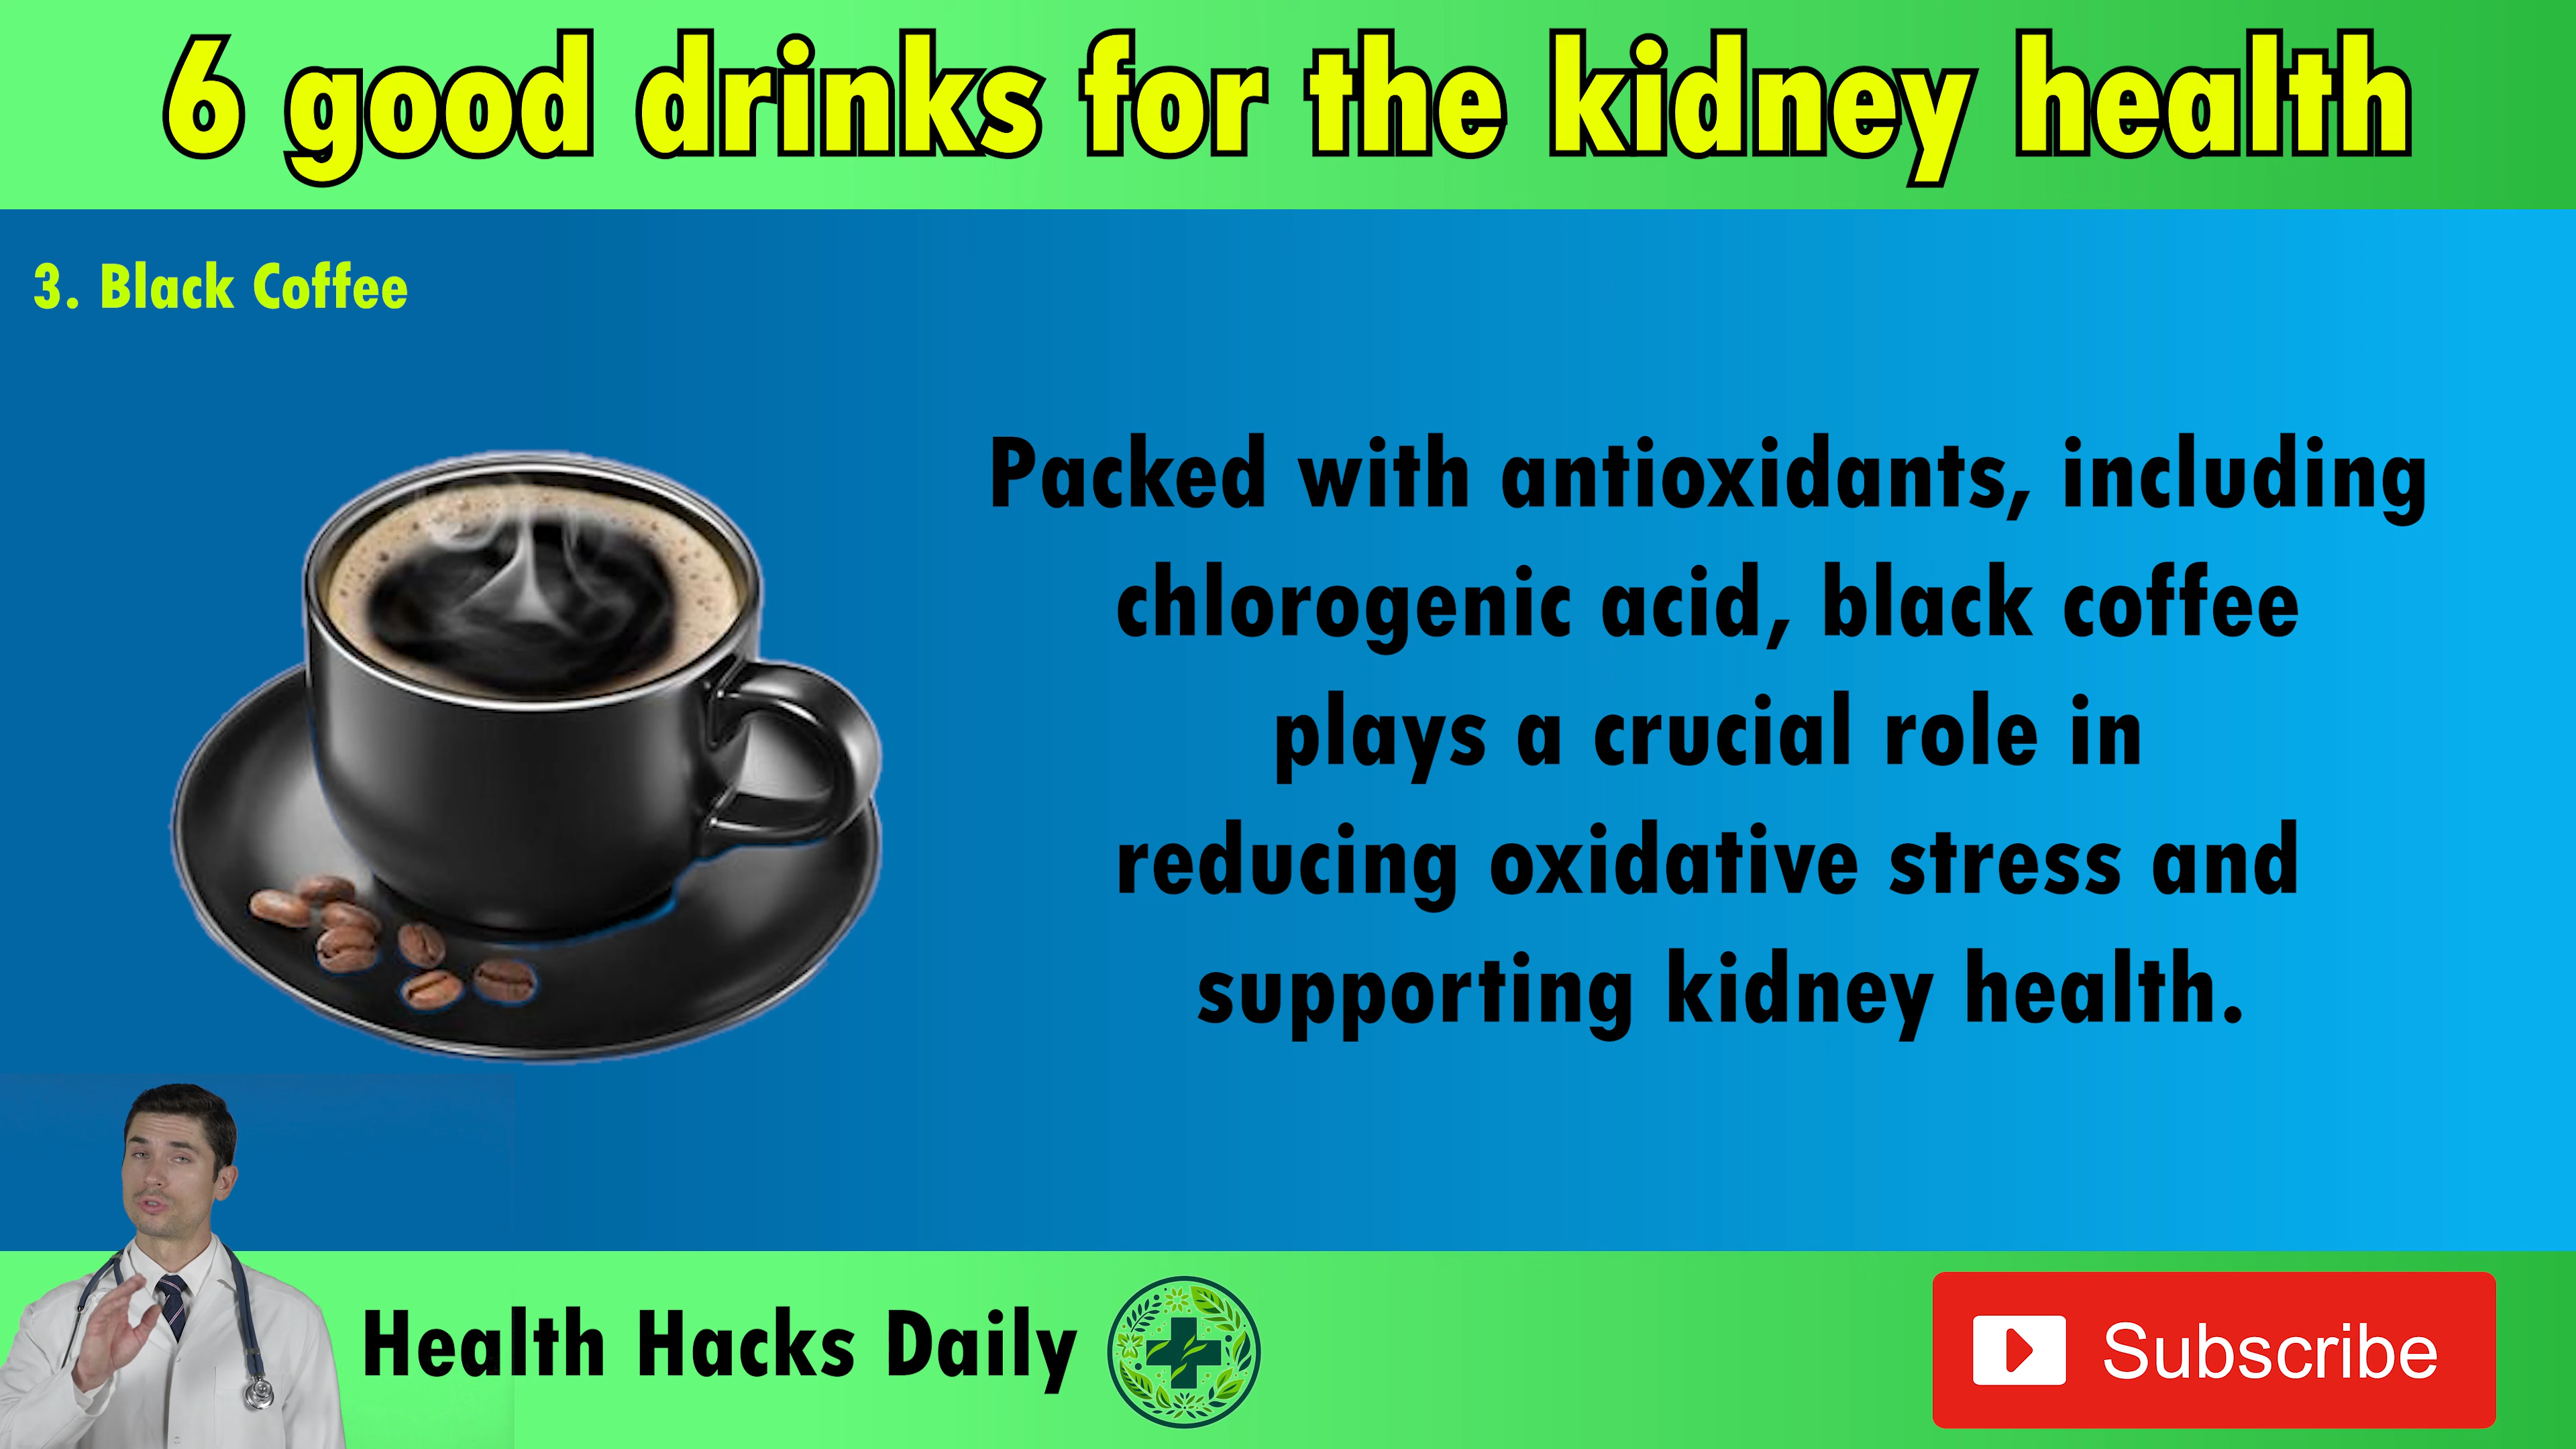 6 good drinks for the kidney health
3. Black Coffee
Packed with antioxidants, including
chlorogenic acid, black coffee
plays a crucial role in
reducing oxidative stress and
supporting kidney health.
Health Hacks Daily
Subscribe